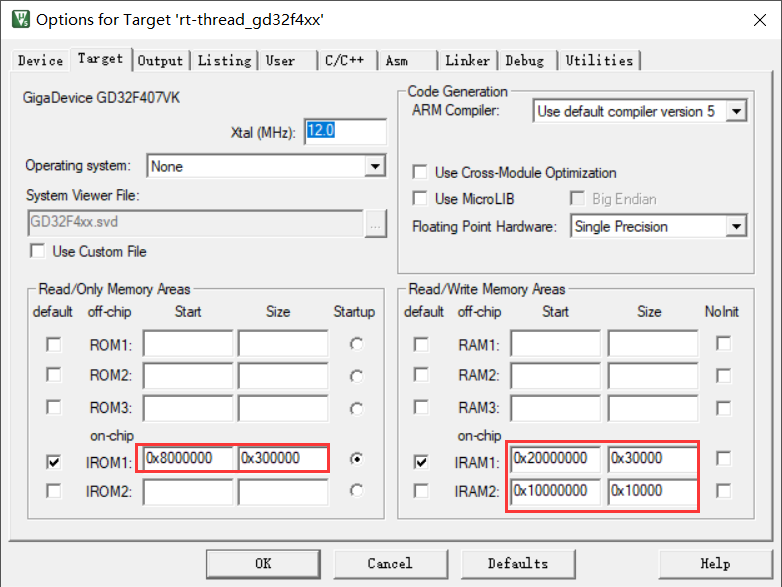 Options for Target 'rt-thread_gd32f4xx'
Device Target Output Listing User C/C++ Asm Linker Debug Utilities
GigaDevice GD32F407VK
Xtal (MHz): 12.0
Operating system: None
System Viewer File:
GD32F4xx.svd ...
Use Custom File
Code Generation
ARM Compiler: Use default compiler version 5
Use Cross-Module Optimization
Use MicroLIB Big Endian
Floating Point Hardware: Single Precision
Read/Only Memory Areas
default off-chip Start Size Startup
ROM1:
ROM2:
ROM3:
on-chip
IROM1: 0x8000000 0x300000
IROM2:
Read/Write Memory Areas
default off-chip Start Size NoInit
RAM1:
RAM2:
RAM3:
on-chip
IRAM1: 0x20000000 0x30000
IRAM2: 0x10000000 0x10000
OK Cancel Defaults Help